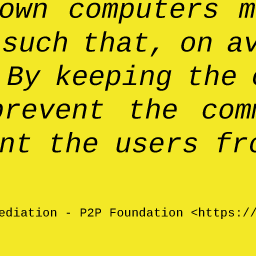 own computers m
such that, on av
By keeping the
prevent the com
nt the users fro
ediation - P2P Foundation <https://